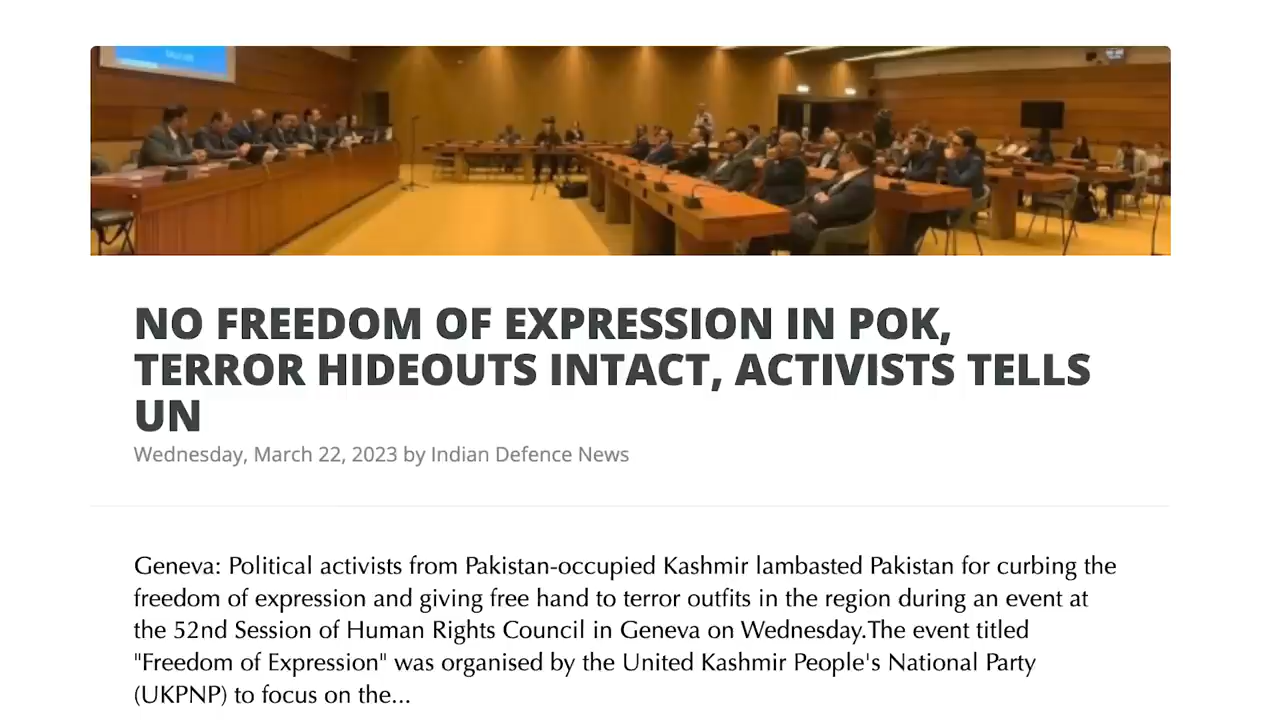 NO FREEDOM OF EXPRESSION IN POK,
TERROR HIDEOUTS INTACT, ACTIVISTS TELLS
UN
Wednesday, March 22, 2023 by Indian Defence News
Geneva: Political activists from Pakistan-occupied Kashmir lambasted Pakistan for curbing the
freedom of expression and giving free hand to terror outfits in the region during an event at
the 52nd Session of Human Rights Council in Geneva on Wednesday.The event titled
"Freedom of Expression" was organised by the United Kashmir People's National Party
(UKPNP) to focus on the...